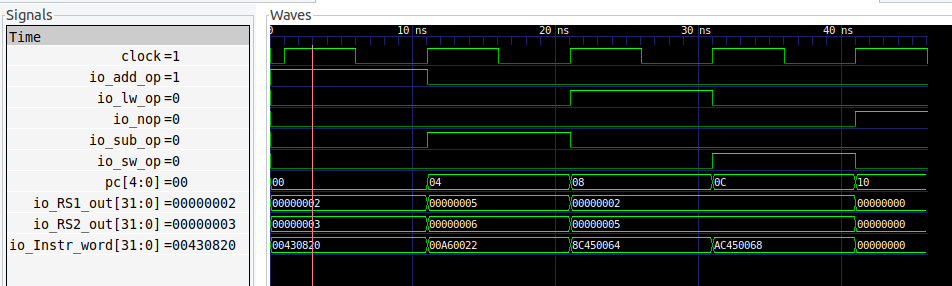 Signals Waves
Time 0 10 ns 20 ns 30 ns 40 ns
clock=1
io_add_op=1
io_lw_op=0
io_nop=0
io_sub_op=0
io_sw_op=0
pc[4:0]=00 00 04 08 0C 10
io_RS1_out[31:0]=00000002 00000002 00000005 00000002 00000000
io_RS2_out[31:0]=00000003 00000003 00000006 00000005 00000000
io_Instr_word[31:0]=00430820 00430820 00A60022 8C450064 AC450068 00000000